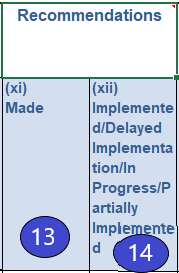 Recommendations
(xi)
Made
(xii)
Implemente
d/Delayed
Implementa
tion/In
Progress/P
artially
Implemente
d
13
14